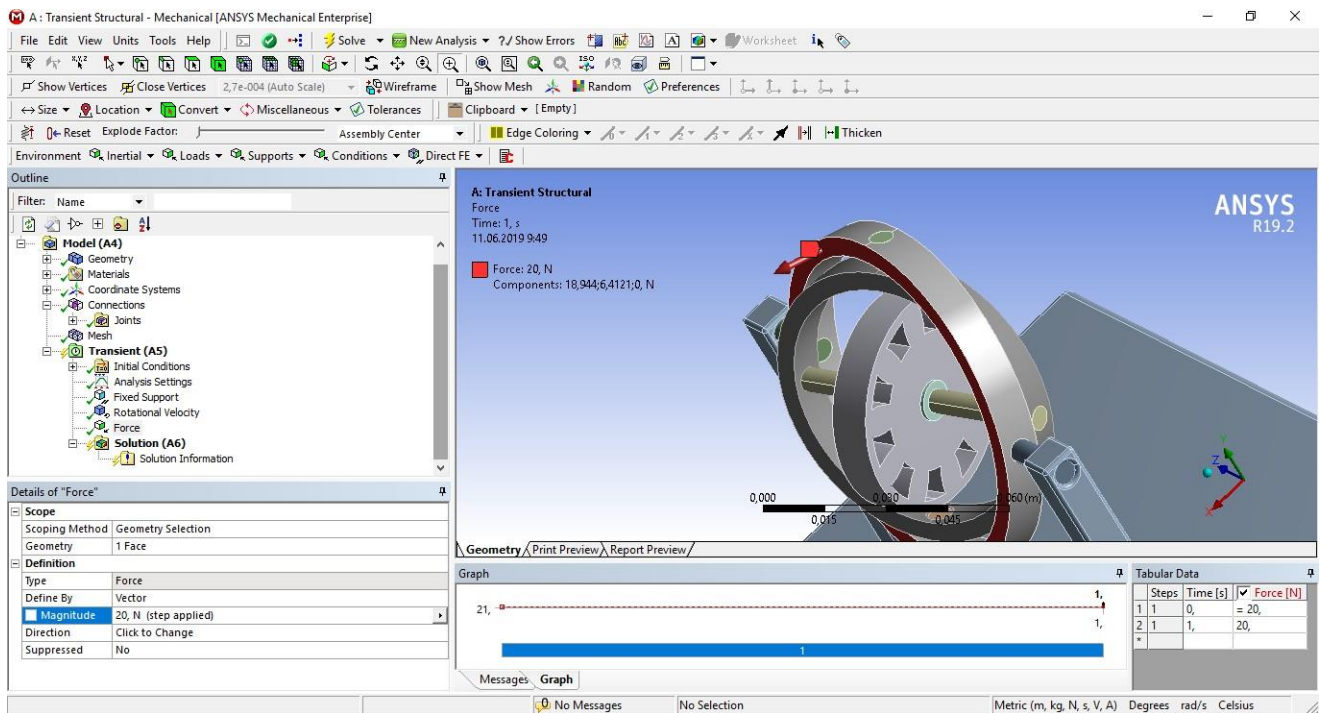 A : Transient Structural - Mechanical [ANSYS Mechanical Enterprise]
File Edit View Units Tools Help Solve New Analysis ?/ Show Errors Worksheet
Show Vertices Close Vertices 2,7e-004 (Auto Scale) Wireframe Show Mesh Random Preferences
Size Location Convert Miscellaneous Tolerances Clipboard [Empty]
Reset Explode Factor: Assembly Center Edge Coloring Thicken
Environment Inertial Loads Supports Conditions Direct FE
Outline
Filter: Name
Model (A4)
Geometry
Materials
Coordinate Systems
Connections
Joints
Mesh
Transient (A5)
Initial Conditions
Analysis Settings
Fixed Support
Rotational Velocity
Force
Solution (A6)
Solution Information
Details of "Force"
Scope
Scoping Method Geometry Selection
Geometry 1 Face
Definition
Type Force
Define By Vector
Magnitude 20, N (step applied)
Direction Click to Change
Suppressed No
A: Transient Structural
Force
Time: 1, s
11.06.2019 9:49
Force: 20, N
Components: 18,944;6,4121;0, N
ANSYS
R19.2
0,000 0,030 0,060 (m)
0,015 0,045
Y
Z
X
Geometry Print Preview Report Preview
Graph
21,
1,
1,
1
Messages Graph
Tabular Data
Steps Time [s] Force [N]
1 1 0, = 20,
2 1 1, 20,
*
0 No Messages No Selection Metric (m, kg, N, s, V, A) Degrees rad/s Celsius